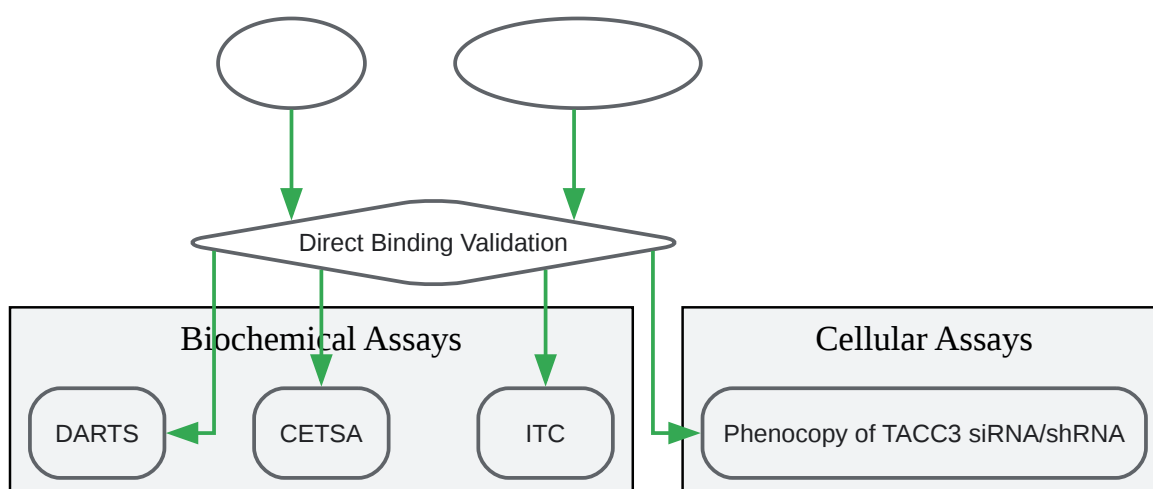 Direct Binding Validation
Biochemical Assays
Cellular Assays
DARTS
CETSA
ITC
Phenocopy of TACC3 siRNA/shRNA